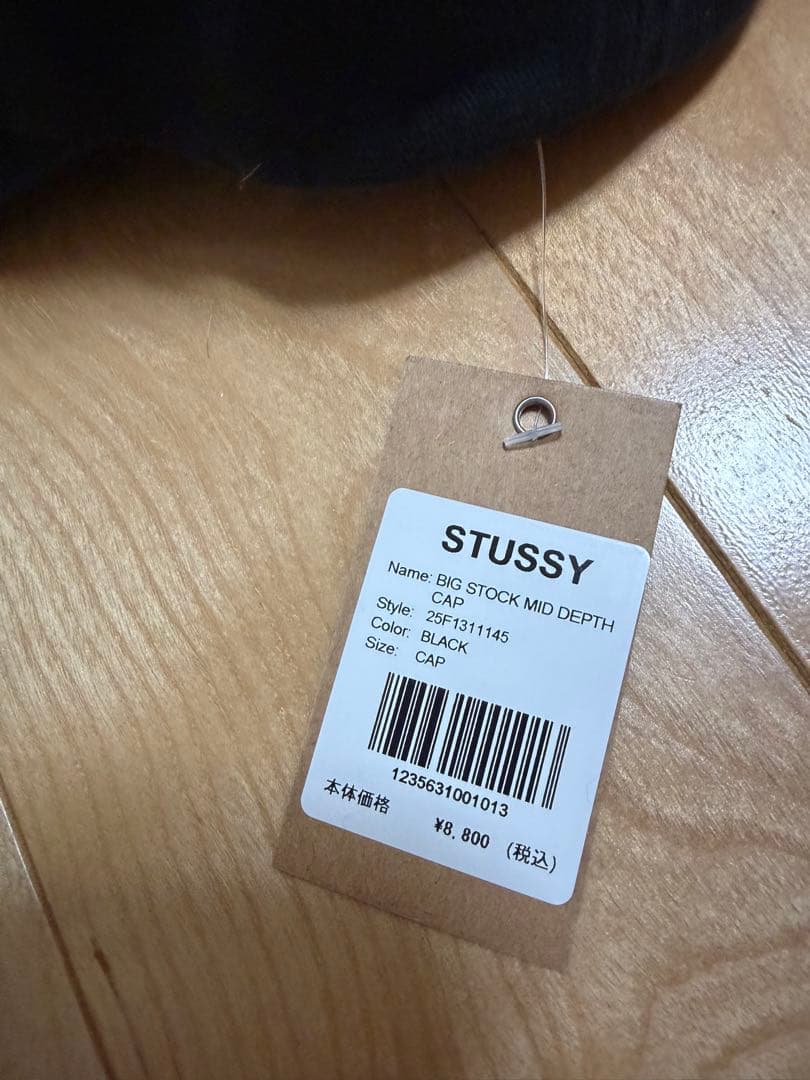 STUSSY
Name: BIG STOCK MID DEPTH
CAP
Style: 25F1311145
Color: BLACK
Size: CAP
1235631001013
本体価格
¥8.800 (税込)